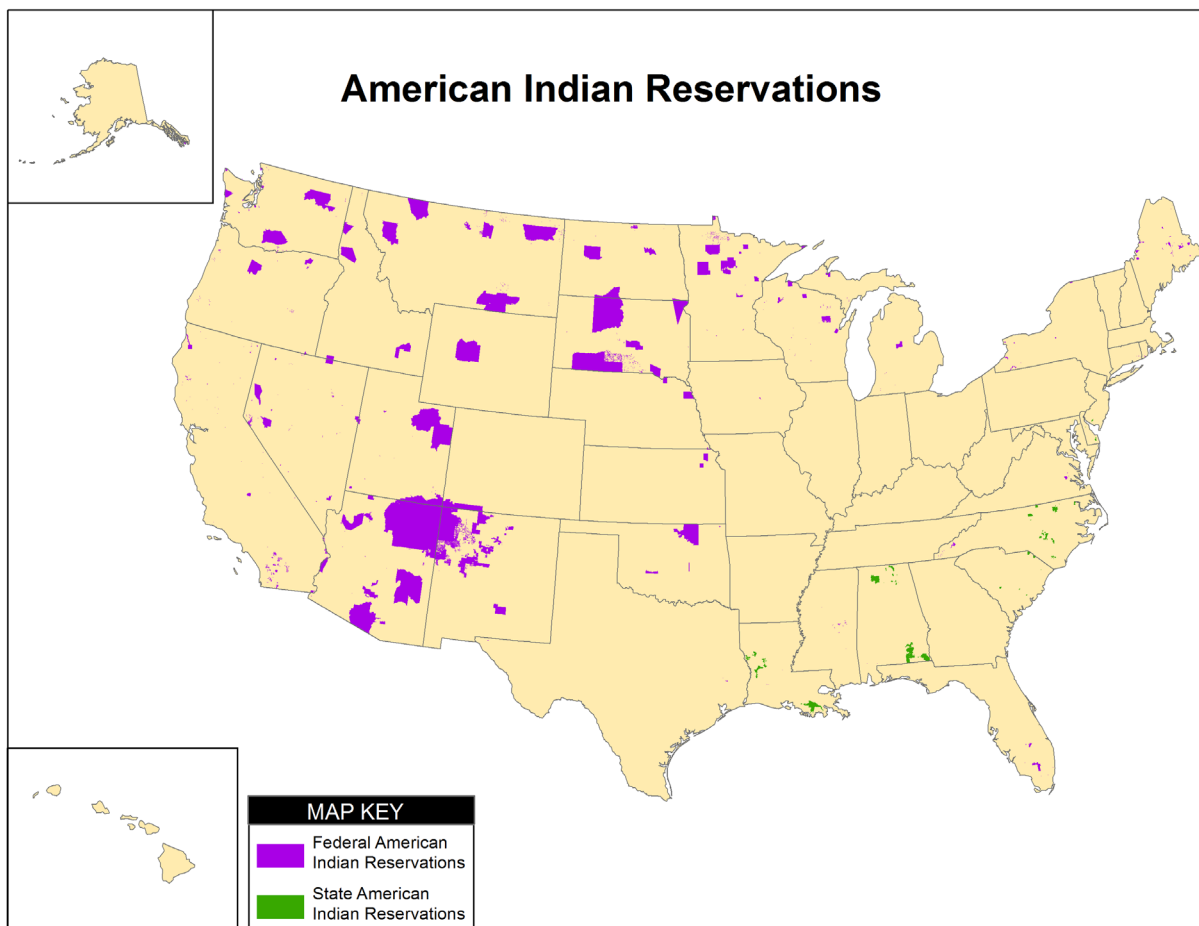 American Indian Reservations
MAP KEY
Federal American
Indian Reservations
State American
Indian Reservations